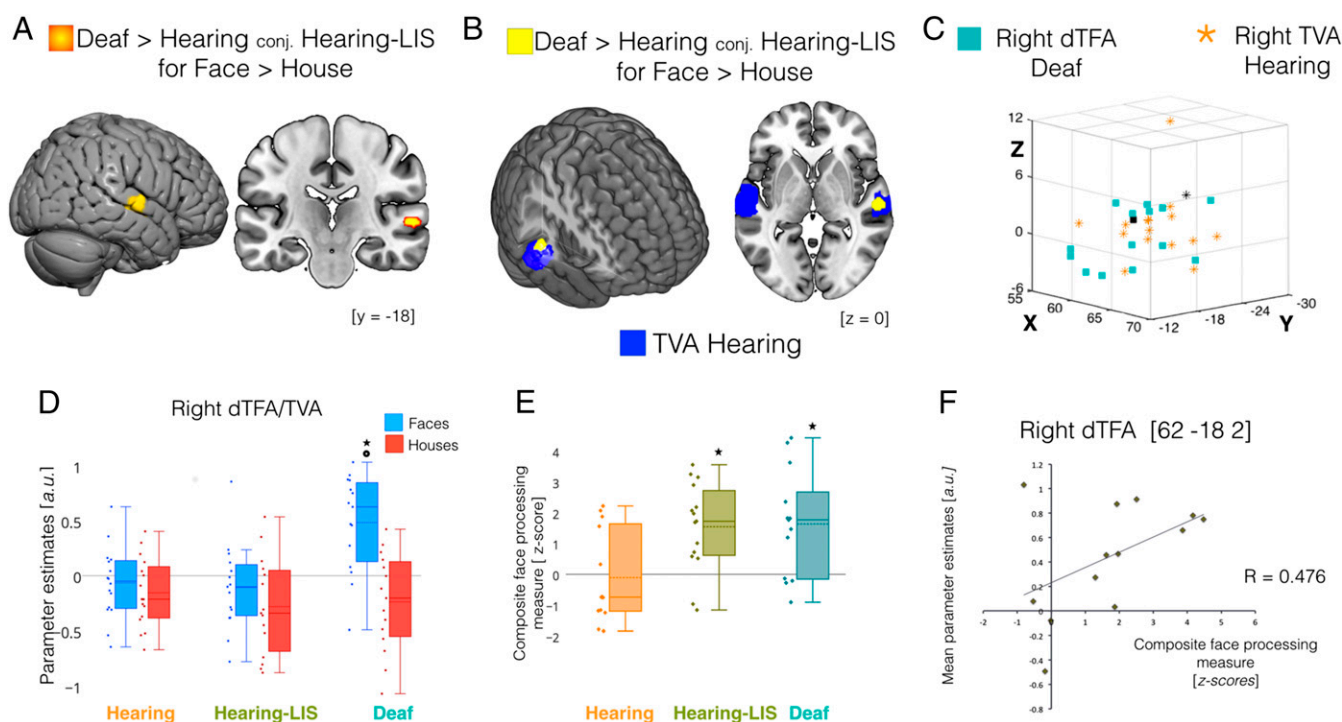 A
Deaf > Hearing conj. Hearing-LIS
for Face > House
[y = -18]
B
Deaf > Hearing conj. Hearing-LIS
for Face > House
[z = 0]
TVA Hearing
C
Right dTFA
Deaf
Right TVA
Hearing
12
Z
6
0
-6
55
60
X
65
70
-12
-18
Y
-24
-30
D
Right dTFA/TVA
Faces
Houses
Parameter estimates [a.u.]
1
0.5
0
-0.5
-1
Hearing
Hearing-LIS
Deaf
E
Composite face processing
measure [ z-score]
4
3
2
1
0
-1
-2
Hearing
Hearing-LIS
Deaf
F
Right dTFA [62 -18 2]
Mean parameter estimates [a.u.]
1.2
1
0.8
0.6
0.4
0.2
0
-0.2
-0.4
-0.6
-0.8
-2
-1
0
1
2
3
4
5
6
R = 0.476
Composite face processing
measure
[z-scores]